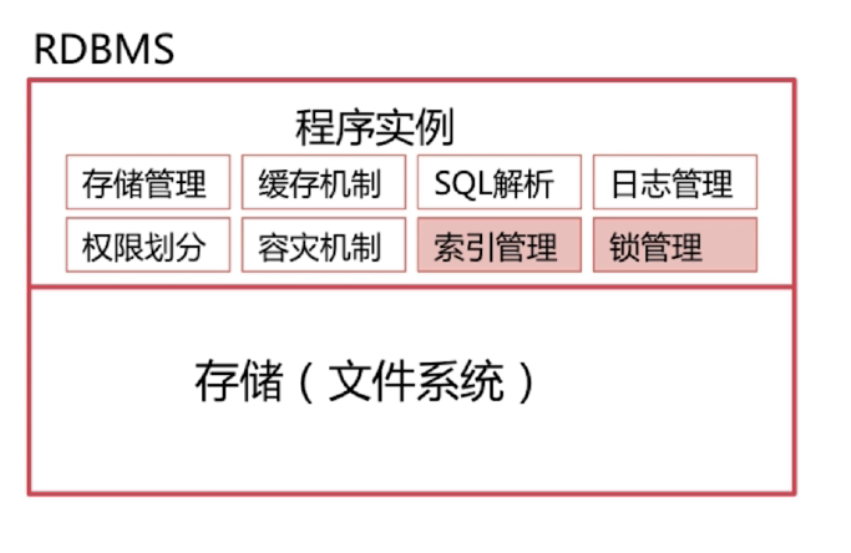 RDBMS
程序实例
存储管理 缓存机制 SQL解析 日志管理
权限划分 容灾机制 索引管理 锁管理
存储（文件系统）